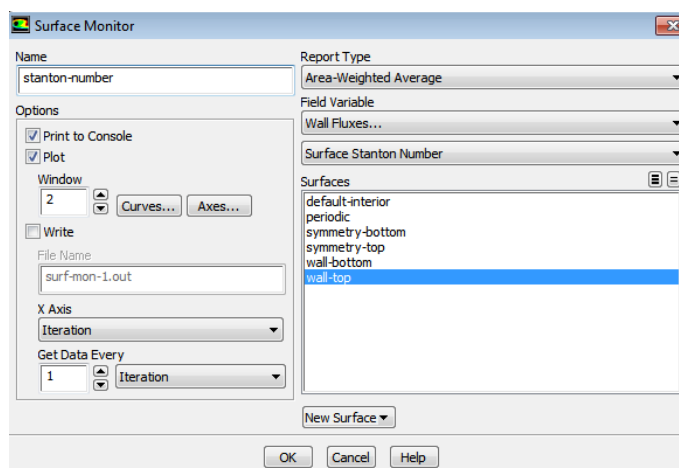 Surface Monitor
Name
stanton-number
Options
Print to Console
Plot
Window
2
Curves...
Axes...
Write
File Name
surf-mon-1.out
X Axis
Iteration
Get Data Every
1
Iteration
Report Type
Area-Weighted Average
Field Variable
Wall Fluxes...
Surface Stanton Number
Surfaces
default-interior
periodic
symmetry-bottom
symmetry-top
wall-bottom
wall-top
New Surface
OK
Cancel
Help